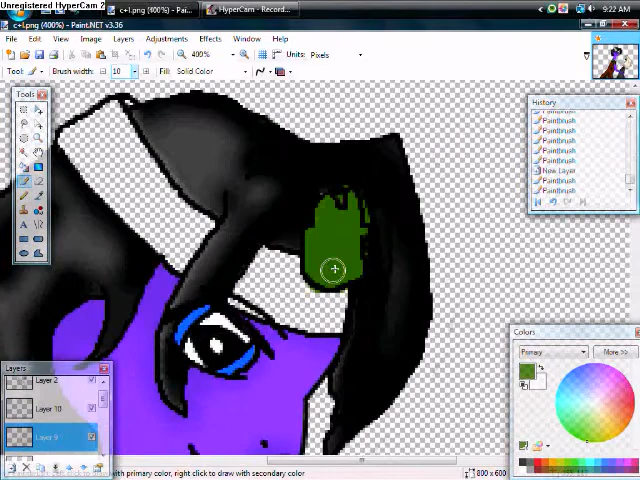 Unregistered HyperCam 2
c+l.png (400%) ...
HyperCam - Record...
9:22 AM
c+l.png (400%) - Paint.NET v3.36
File Edit View Image Layers Adjustments Effects Window Help
400% Units: Pixels
Tool: Brush width: 10 Fill: Solid Color
Tools
History
Paintbrush
Paintbrush
Paintbrush
Paintbrush
Paintbrush
New Layer
Paintbrush
Paintbrush
Colors
Primary
More >>
Layers
Layer 2
Layer 10
Layer 9
with primary color, right click to draw with secondary color
800 x 600